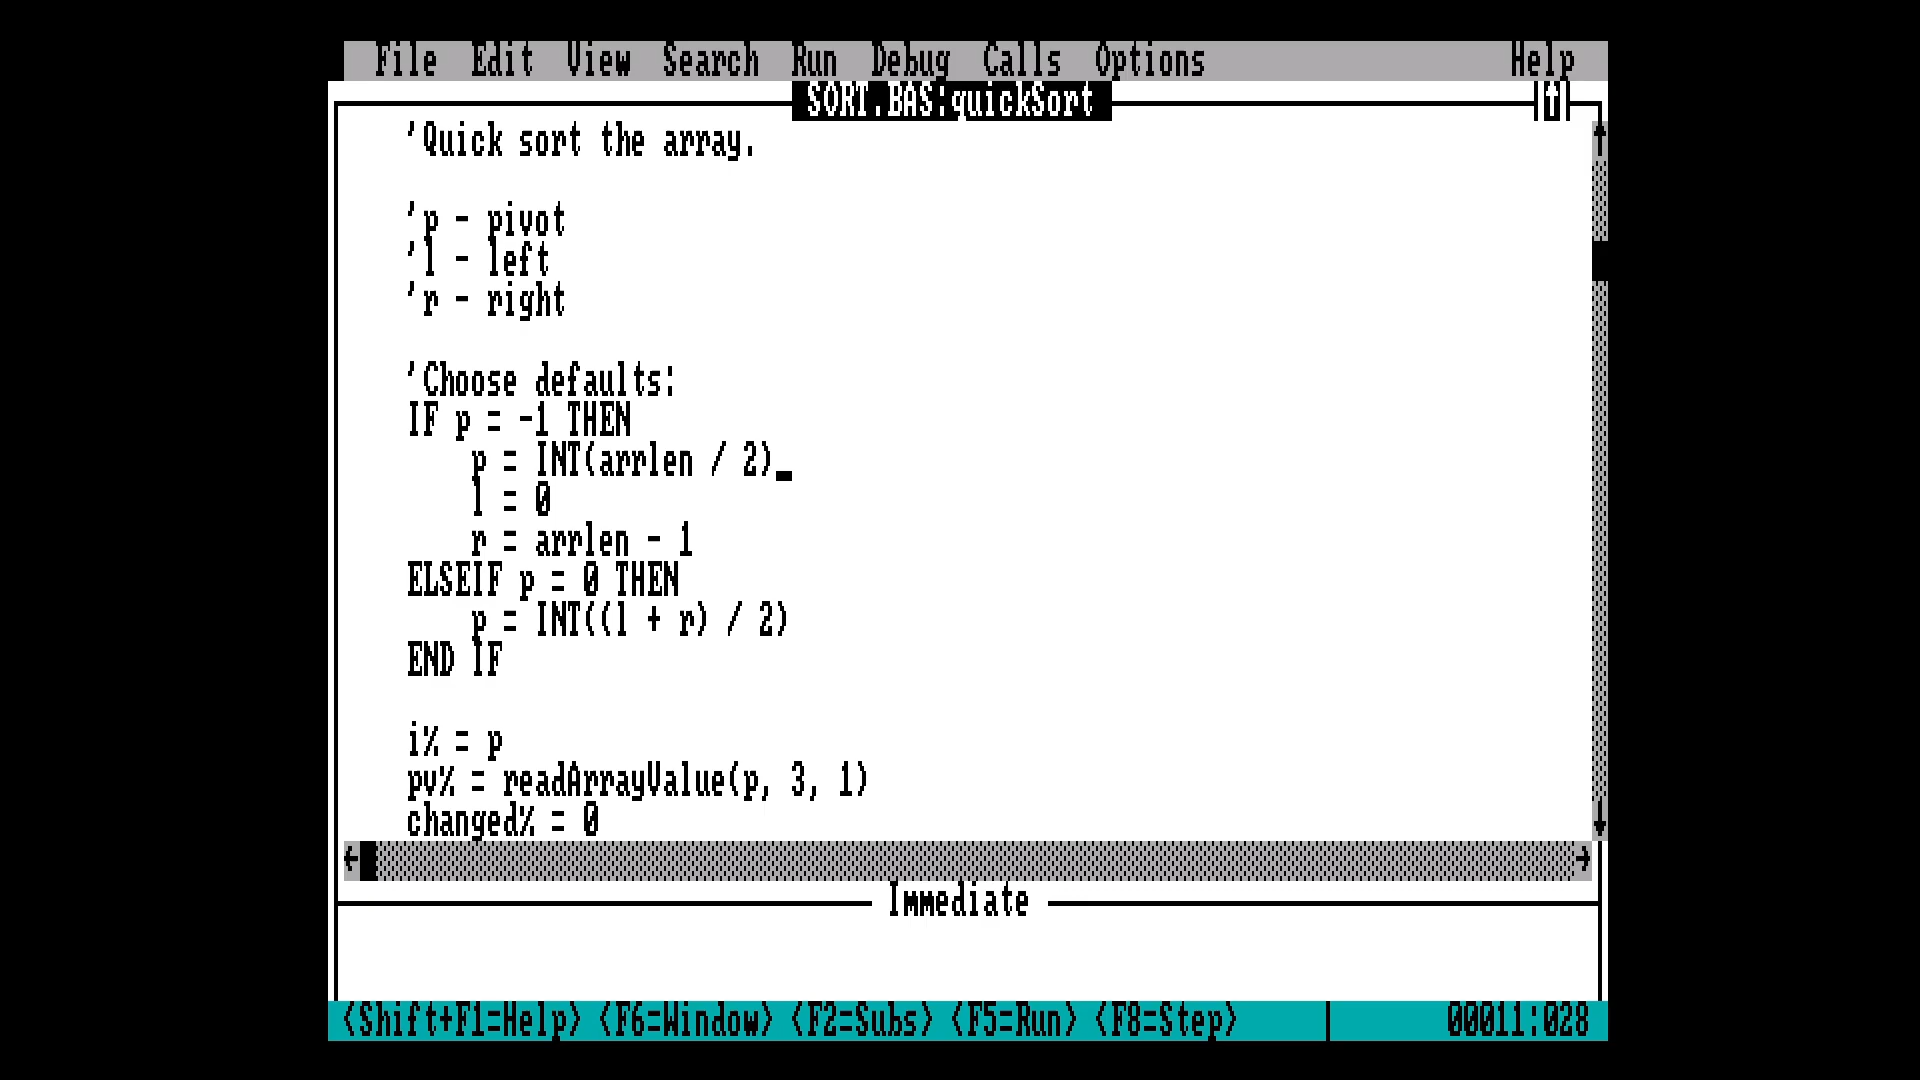 File Edit View Search Run Debug Calls Options Help
SORT.BAS:quickSort
'Quick sort the array.
'p - pivot
'l - left
'r - right
'Choose defaults:
IF p = -1 THEN
p = INT(arrlen / 2)
l = 0
r = arrlen - 1
ELSEIF p = 0 THEN
p = INT((l + r) / 2)
END IF
i% = p
pv% = readArrayValue(p, 3, 1)
changed% = 0
Immediate
<Shift+F1=Help> <F6=Window> <F2=Subs> <F5=Run> <F8=Step> 00011:028